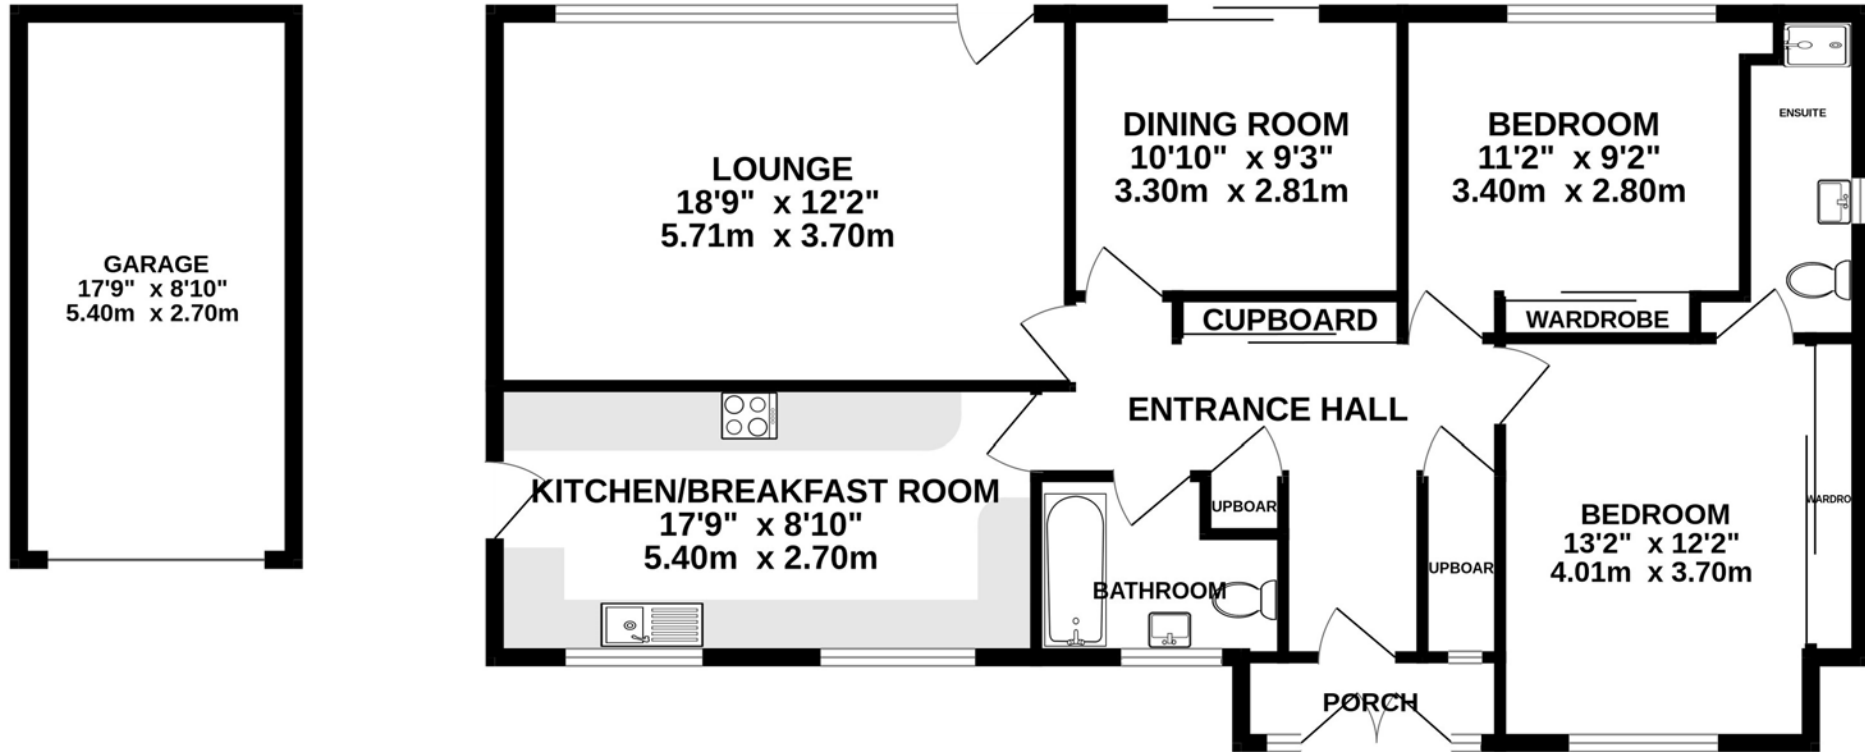 GARAGE
17'9" x 8'10"
5.40m x 2.70m
LOUNGE
18'9" x 12'2"
5.71m x 3.70m
DINING ROOM
10'10" x 9'3"
3.30m x 2.81m
BEDROOM
11'2" x 9'2"
3.40m x 2.80m
ENSUITE
CUPBOARD
WARDROBE
ENTRANCE HALL
KITCHEN/BREAKFAST ROOM
17'9" x 8'10"
5.40m x 2.70m
UPBOAR
UPBOAR
BATHROOM
BEDROOM
13'2" x 12'2"
4.01m x 3.70m
WARDRO
PORCH